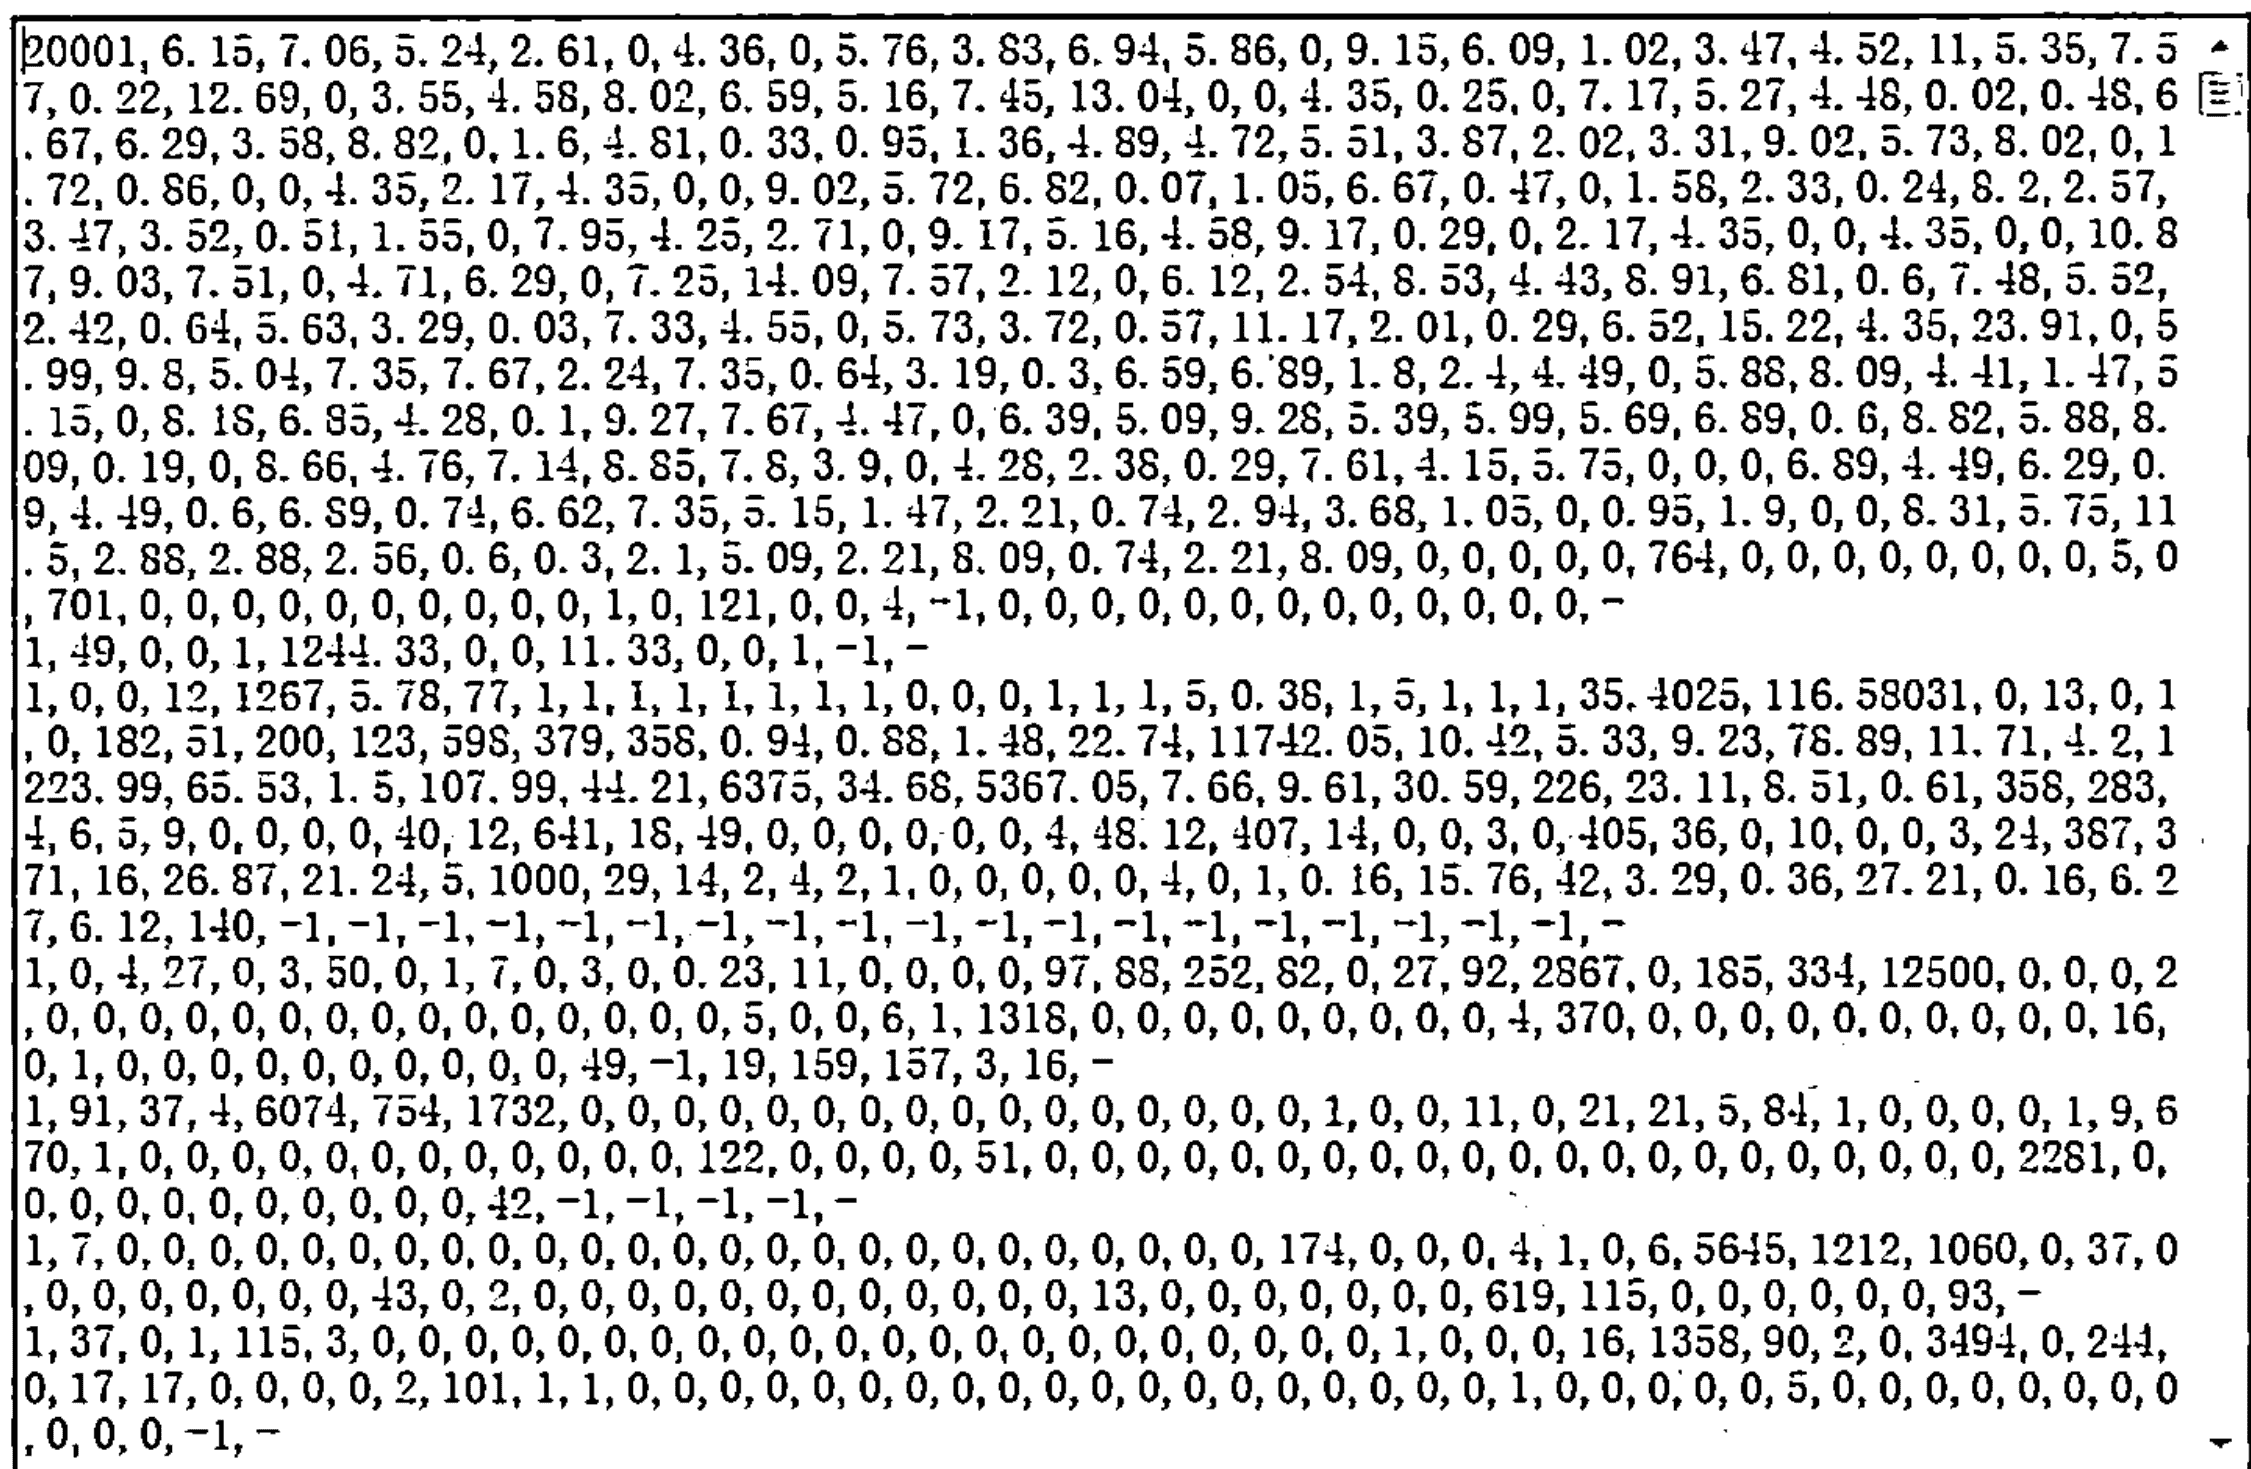 20001, 6. 15, 7. 06, 5. 24, 2. 61, 0, 4. 36, 0, 5. 76, 3. 83, 6. 94, 5. 86, 0, 9. 15, 6. 09, 1. 02, 3. 47, 4. 52, 11, 5. 35, 7. 5
7, 0. 22, 12. 69, 0, 3. 55, 4. 58, 8. 02, 6. 59, 5. 16, 7. 45, 13. 04, 0, 0, 4. 35, 0. 25, 0, 7. 17, 5. 27, 4. 48, 0. 02, 0. 48, 6
. 67, 6. 29, 3. 58, 8. 82, 0, 1. 6, 4. 81, 0. 33, 0. 95, 1. 36, 4. 89, 4. 72, 5. 51, 3. 87, 2. 02, 3. 31, 9. 02, 5. 73, 8. 02, 0, 1
. 72, 0. 86, 0, 0, 4. 35, 2. 17, 4. 35, 0, 0, 9. 02, 5. 72, 6. 82, 0. 07, 1. 05, 6. 67, 0. 47, 0, 1. 58, 2. 33, 0. 24, 8. 2, 2. 57,
3. 47, 3. 52, 0. 51, 1. 55, 0, 7. 95, 4. 25, 2. 71, 0, 9. 17, 5. 16, 4. 58, 9. 17, 0. 29, 0, 2. 17, 4. 35, 0, 0, 4. 35, 0, 0, 10. 8
7, 9. 03, 7. 51, 0, 4. 71, 6. 29, 0, 7. 25, 14. 09, 7. 57, 2. 12, 0, 6. 12, 2. 54, 8. 53, 4. 43, 8. 91, 6. 81, 0. 6, 7. 48, 5. 52,
2. 42, 0. 64, 5. 63, 3. 29, 0. 03, 7. 33, 4. 55, 0, 5. 73, 3. 72, 0. 57, 11. 17, 2. 01, 0. 29, 6. 52, 15. 22, 4. 35, 23. 91, 0, 5
. 99, 9. 8, 5. 04, 7. 35, 7. 67, 2. 24, 7. 35, 0. 64, 3. 19, 0. 3, 6. 59, 6. 89, 1. 8, 2. 4, 4. 49, 0, 5. 88, 8. 09, 4. 41, 1. 47, 5
. 15, 0, 8. 18, 6. 85, 4. 28, 0. 1, 9. 27, 7. 67, 4. 47, 0, 6. 39, 5. 09, 9. 28, 5. 39, 5. 99, 5. 69, 6. 89, 0. 6, 8. 82, 5. 88, 8.
09, 0. 19, 0, 8. 66, 4. 76, 7. 14, 8. 85, 7. 8, 3. 9, 0, 4. 28, 2. 38, 0. 29, 7. 61, 4. 15, 5. 75, 0, 0, 0, 6. 89, 4. 49, 6. 29, 0.
9, 4. 49, 0. 6, 6. 89, 0. 74, 6. 62, 7. 35, 5. 15, 1. 47, 2. 21, 0. 74, 2. 94, 3. 68, 1. 05, 0, 0. 95, 1. 9, 0, 0, 8. 31, 5. 75, 11
. 5, 2. 88, 2. 88, 2. 56, 0. 6, 0. 3, 2. 1, 5. 09, 2. 21, 8. 09, 0. 74, 2. 21, 8. 09, 0, 0, 0, 0, 0, 764, 0, 0, 0, 0, 0, 0, 0, 0, 5, 0
, 701, 0, 0, 0, 0, 0, 0, 0, 0, 0, 0, 0, 1, 0, 121, 0, 0, 4, -1, 0, 0, 0, 0, 0, 0, 0, 0, 0, 0, 0, 0, 0, -
1, 49, 0, 0, 1, 1244. 33, 0, 0, 11. 33, 0, 0, 1, -1, -
1, 0, 0, 12, 1267, 5. 78, 77, 1, 1, 1, 1, 1, 1, 1, 1, 0, 0, 0, 1, 1, 1, 5, 0. 38, 1, 5, 1, 1, 1, 35. 4025, 116. 58031, 0, 13, 0, 1
, 0, 182, 51, 200, 123, 598, 379, 358, 0. 94, 0. 88, 1. 48, 22. 74, 11742. 05, 10. 42, 5. 33, 9. 23, 78. 89, 11. 71, 4. 2, 1
223. 99, 65. 53, 1. 5, 107. 99, 44. 21, 6375, 34. 68, 5367. 05, 7. 66, 9. 61, 30. 59, 226, 23. 11, 8. 51, 0. 61, 358, 283,
4, 6, 5, 9, 0, 0, 0, 0, 40, 12, 641, 18, 49, 0, 0, 0, 0, 0, 0, 4, 48. 12, 407, 14, 0, 0, 3, 0, 405, 36, 0, 10, 0, 0, 3, 24, 387, 3
71, 16, 26. 87, 21. 24, 5, 1000, 29, 14, 2, 4, 2, 1, 0, 0, 0, 0, 0, 4, 0, 1, 0. 16, 15. 76, 42, 3. 29, 0. 36, 27. 21, 0. 16, 6. 2
7, 6. 12, 140, -1, -1, -1, -1, -1, -1, -1, -1, -1, -1, -1, -1, -1, -1, -1, -1, -1, -1, -1, -
1, 0, 4, 27, 0, 3, 50, 0, 1, 7, 0, 3, 0, 0. 23, 11, 0, 0, 0, 0, 97, 88, 252, 82, 0, 27, 92, 2867, 0, 185, 334, 12500, 0, 0, 0, 2
, 0, 0, 0, 0, 0, 0, 0, 0, 0, 0, 0, 0, 0, 0, 0, 5, 0, 0, 6, 1, 1318, 0, 0, 0, 0, 0, 0, 0, 0, 0, 4, 370, 0, 0, 0, 0, 0, 0, 0, 0, 0, 0, 16,
0, 1, 0, 0, 0, 0, 0, 0, 0, 0, 0, 0, 49, -1, 19, 159, 157, 3, 16, -
1, 91, 37, 4, 6074, 754, 1732, 0, 0, 0, 0, 0, 0, 0, 0, 0, 0, 0, 0, 0, 0, 0, 0, 1, 0, 0, 11, 0, 21, 21, 5, 84, 1, 0, 0, 0, 0, 1, 9, 6
70, 1, 0, 0, 0, 0, 0, 0, 0, 0, 0, 0, 0, 0, 122, 0, 0, 0, 0, 51, 0, 0, 0, 0, 0, 0, 0, 0, 0, 0, 0, 0, 0, 0, 0, 0, 0, 0, 0, 0, 0, 2281, 0,
0, 0, 0, 0, 0, 0, 0, 0, 0, 0, 42, -1, -1, -1, -1, -
1, 7, 0, 0, 0, 0, 0, 0, 0, 0, 0, 0, 0, 0, 0, 0, 0, 0, 0, 0, 0, 0, 0, 0, 0, 0, 0, 174, 0, 0, 0, 4, 1, 0, 6, 5645, 1212, 1060, 0, 37, 0
, 0, 0, 0, 0, 0, 0, 0, 43, 0, 2, 0, 0, 0, 0, 0, 0, 0, 0, 0, 0, 0, 0, 13, 0, 0, 0, 0, 0, 0, 0, 619, 115, 0, 0, 0, 0, 0, 0, 93, -
1, 37, 0, 1, 115, 3, 0, 0, 0, 0, 0, 0, 0, 0, 0, 0, 0, 0, 0, 0, 0, 0, 0, 0, 0, 0, 0, 0, 1, 0, 0, 0, 16, 1358, 90, 2, 0, 3494, 0, 244,
0, 17, 17, 0, 0, 0, 0, 2, 101, 1, 1, 0, 0, 0, 0, 0, 0, 0, 0, 0, 0, 0, 0, 0, 0, 0, 0, 0, 0, 0, 1, 0, 0, 0, 0, 0, 5, 0, 0, 0, 0, 0, 0, 0, 0
, 0, 0, 0, -1, -